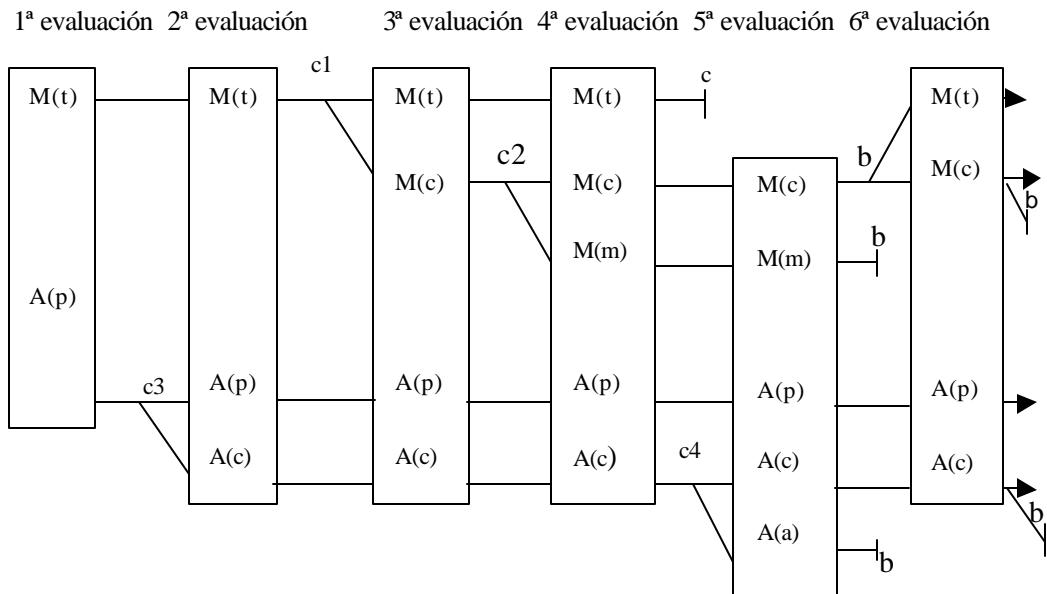 1ª evaluación 2ª evaluación 3ª evaluación 4ª evaluación 5ª evaluación 6ª evaluación
c1 c
M(t) M(t) M(t) M(t) M(t)
c2 b
M(c) M(c) M(c) M(c)
b
b
M(m) M(m)
A(p)
c3 A(p) A(p) A(p) A(p) A(p)
c4
A(c) A(c) A(c) A(c) A(c)
b
A(a)
b